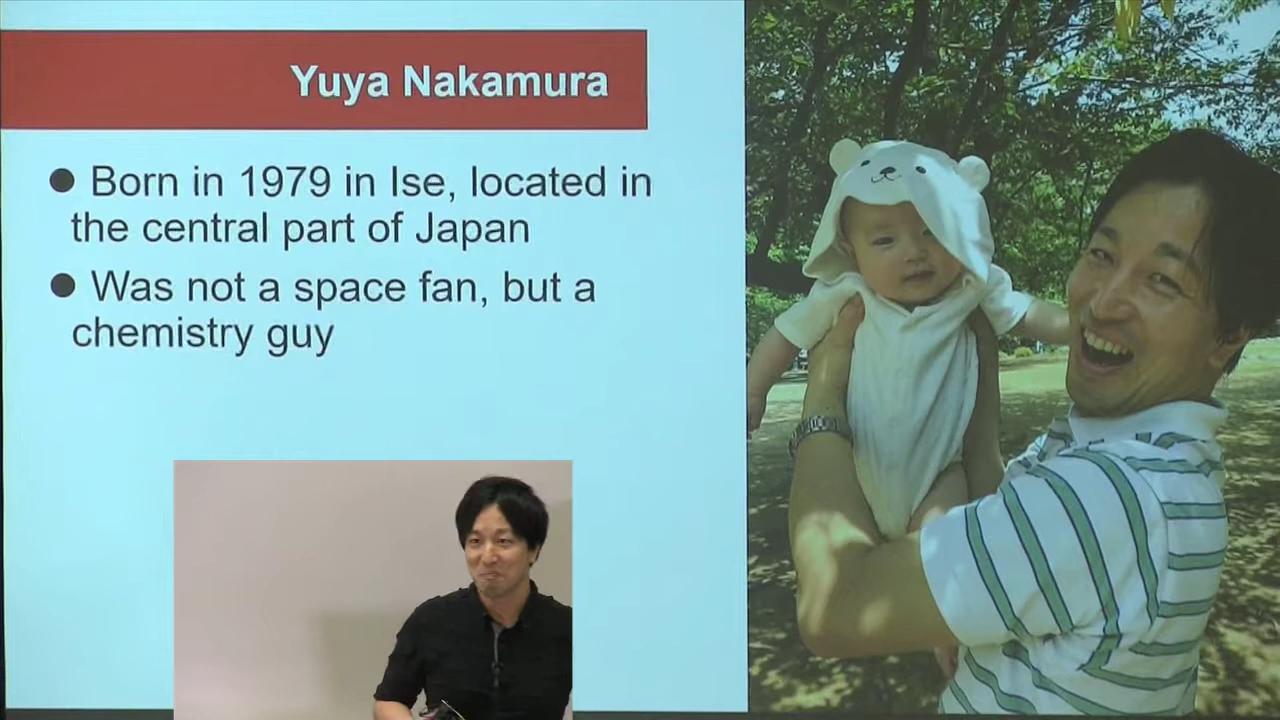 Yuya Nakamura
● Born in 1979 in Ise, located in
the central part of Japan
● Was not a space fan, but a
chemistry guy